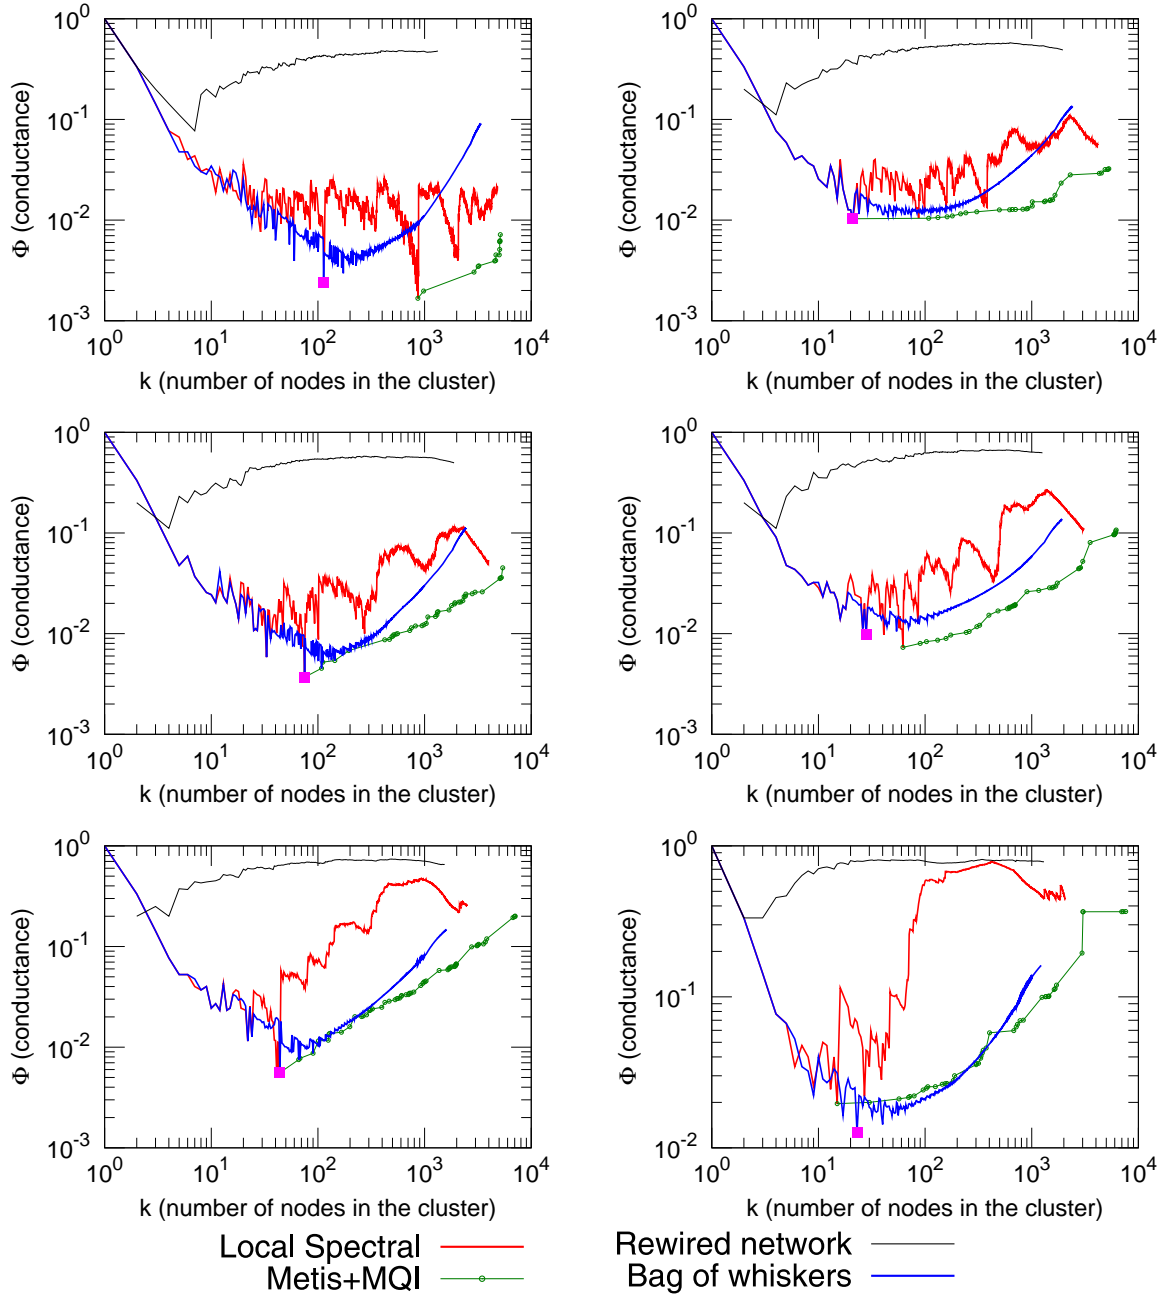 10^0
10^-1
10^-2
10^-3
10^0 10^1 10^2 10^3 10^4
Φ (conductance)
k (number of nodes in the cluster)
10^0
10^-1
10^-2
10^-3
10^0 10^1 10^2 10^3 10^4
Φ (conductance)
k (number of nodes in the cluster)
10^0
10^-1
10^-2
10^-3
10^0 10^1 10^2 10^3 10^4
Φ (conductance)
k (number of nodes in the cluster)
10^0
10^-1
10^-2
10^-3
10^0 10^1 10^2 10^3 10^4
Φ (conductance)
k (number of nodes in the cluster)
10^0
10^-1
10^-2
10^-3
10^0 10^1 10^2 10^3 10^4
Φ (conductance)
k (number of nodes in the cluster)
10^0
10^-1
10^-2
10^0 10^1 10^2 10^3 10^4
Φ (conductance)
k (number of nodes in the cluster)
Local Spectral
Metis+MQI
Rewired network
Bag of whiskers